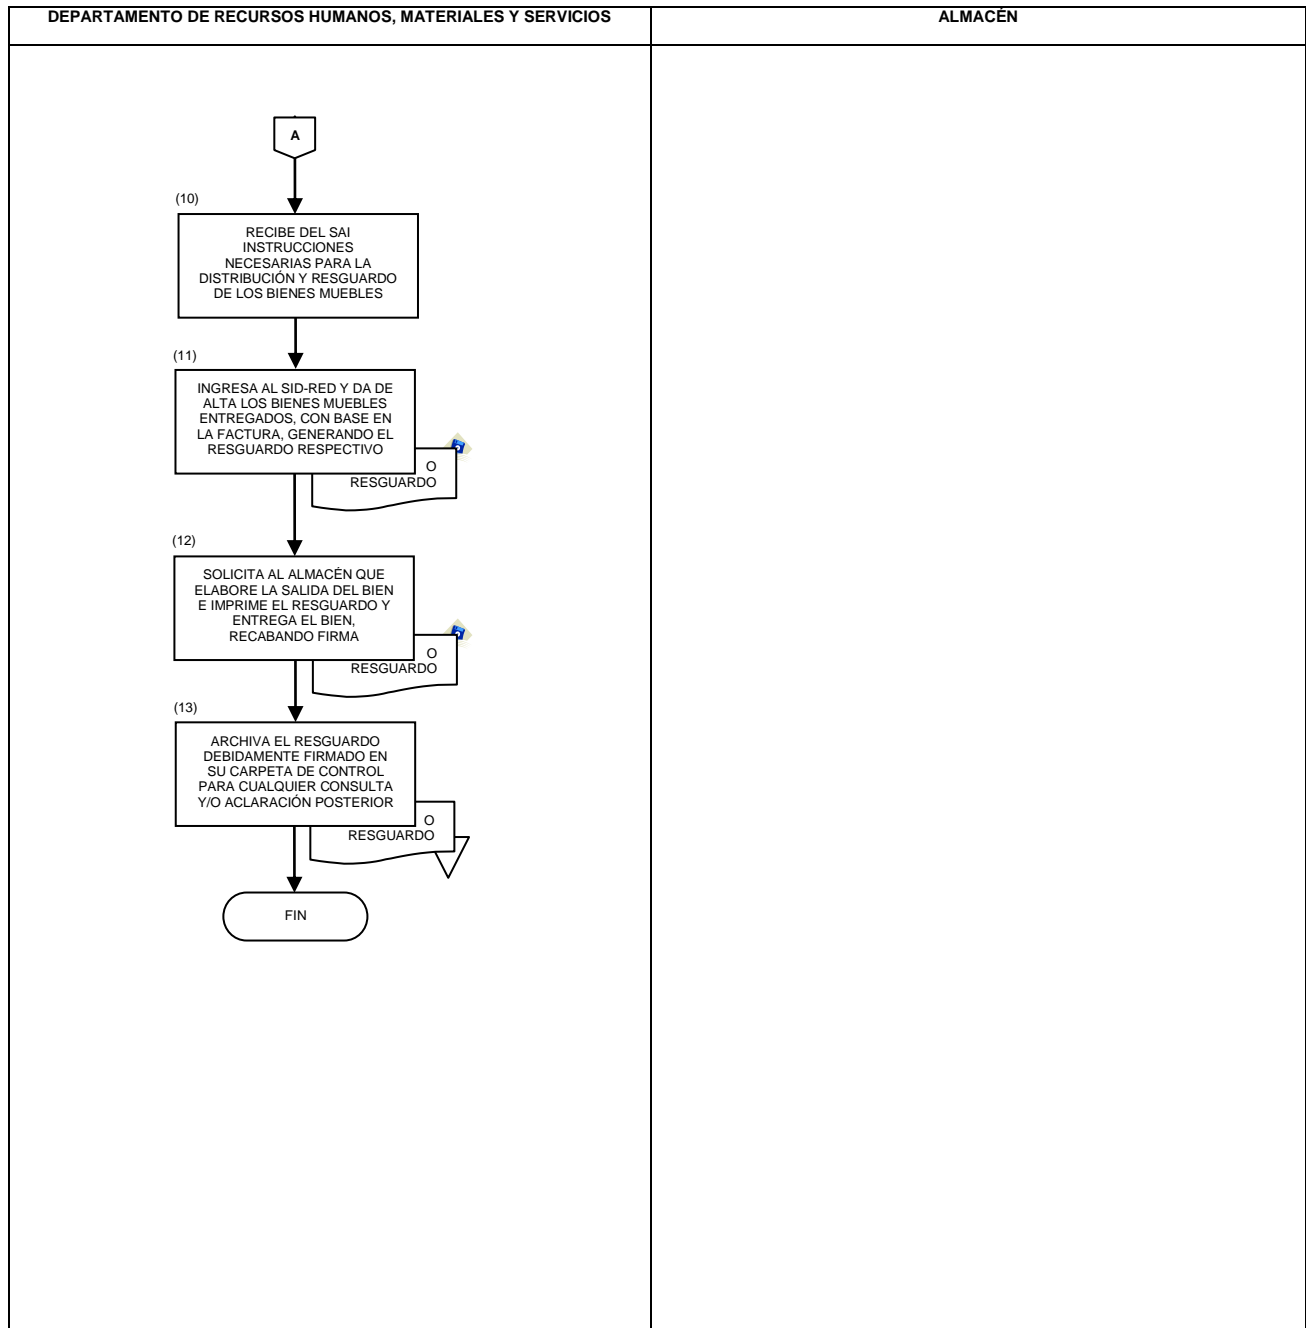 DEPARTAMENTO DE RECURSOS HUMANOS, MATERIALES Y SERVICIOS
ALMACÉN
A
(10)
RECIBE DEL SAI
INSTRUCCIONES
NECESARIAS PARA LA
DISTRIBUCIÓN Y RESGUARDO
DE LOS BIENES MUEBLES
(11)
INGRESA AL SID-RED Y DA DE
ALTA LOS BIENES MUEBLES
ENTREGADOS, CON BASE EN
LA FACTURA, GENERANDO EL
RESGUARDO RESPECTIVO
O
RESGUARDO
(12)
SOLICITA AL ALMACÉN QUE
ELABORE LA SALIDA DEL BIEN
E IMPRIME EL RESGUARDO Y
ENTREGA EL BIEN,
RECABANDO FIRMA
O
RESGUARDO
(13)
ARCHIVA EL RESGUARDO
DEBIDAMENTE FIRMADO EN
SU CARPETA DE CONTROL
PARA CUALQUIER CONSULTA
Y/O ACLARACIÓN POSTERIOR
O
RESGUARDO
FIN